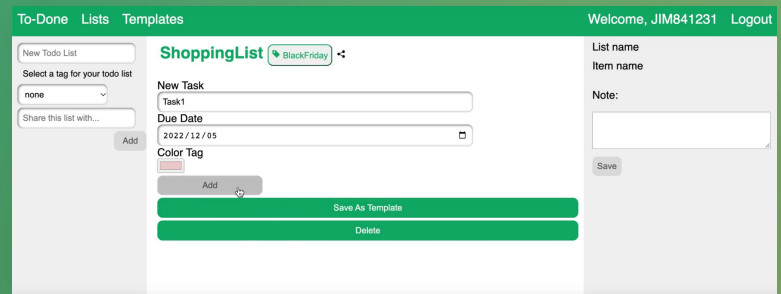 To-Done Lists Templates
Welcome, JIM841231 Logout
New Todo List
Select a tag for your todo list
none
Share this list with...
Add
ShoppingList BlackFriday
New Task
Task1
Due Date
2022/12/05
Color Tag
Add
Save As Template
Delete
List name
Item name
Note:
Save